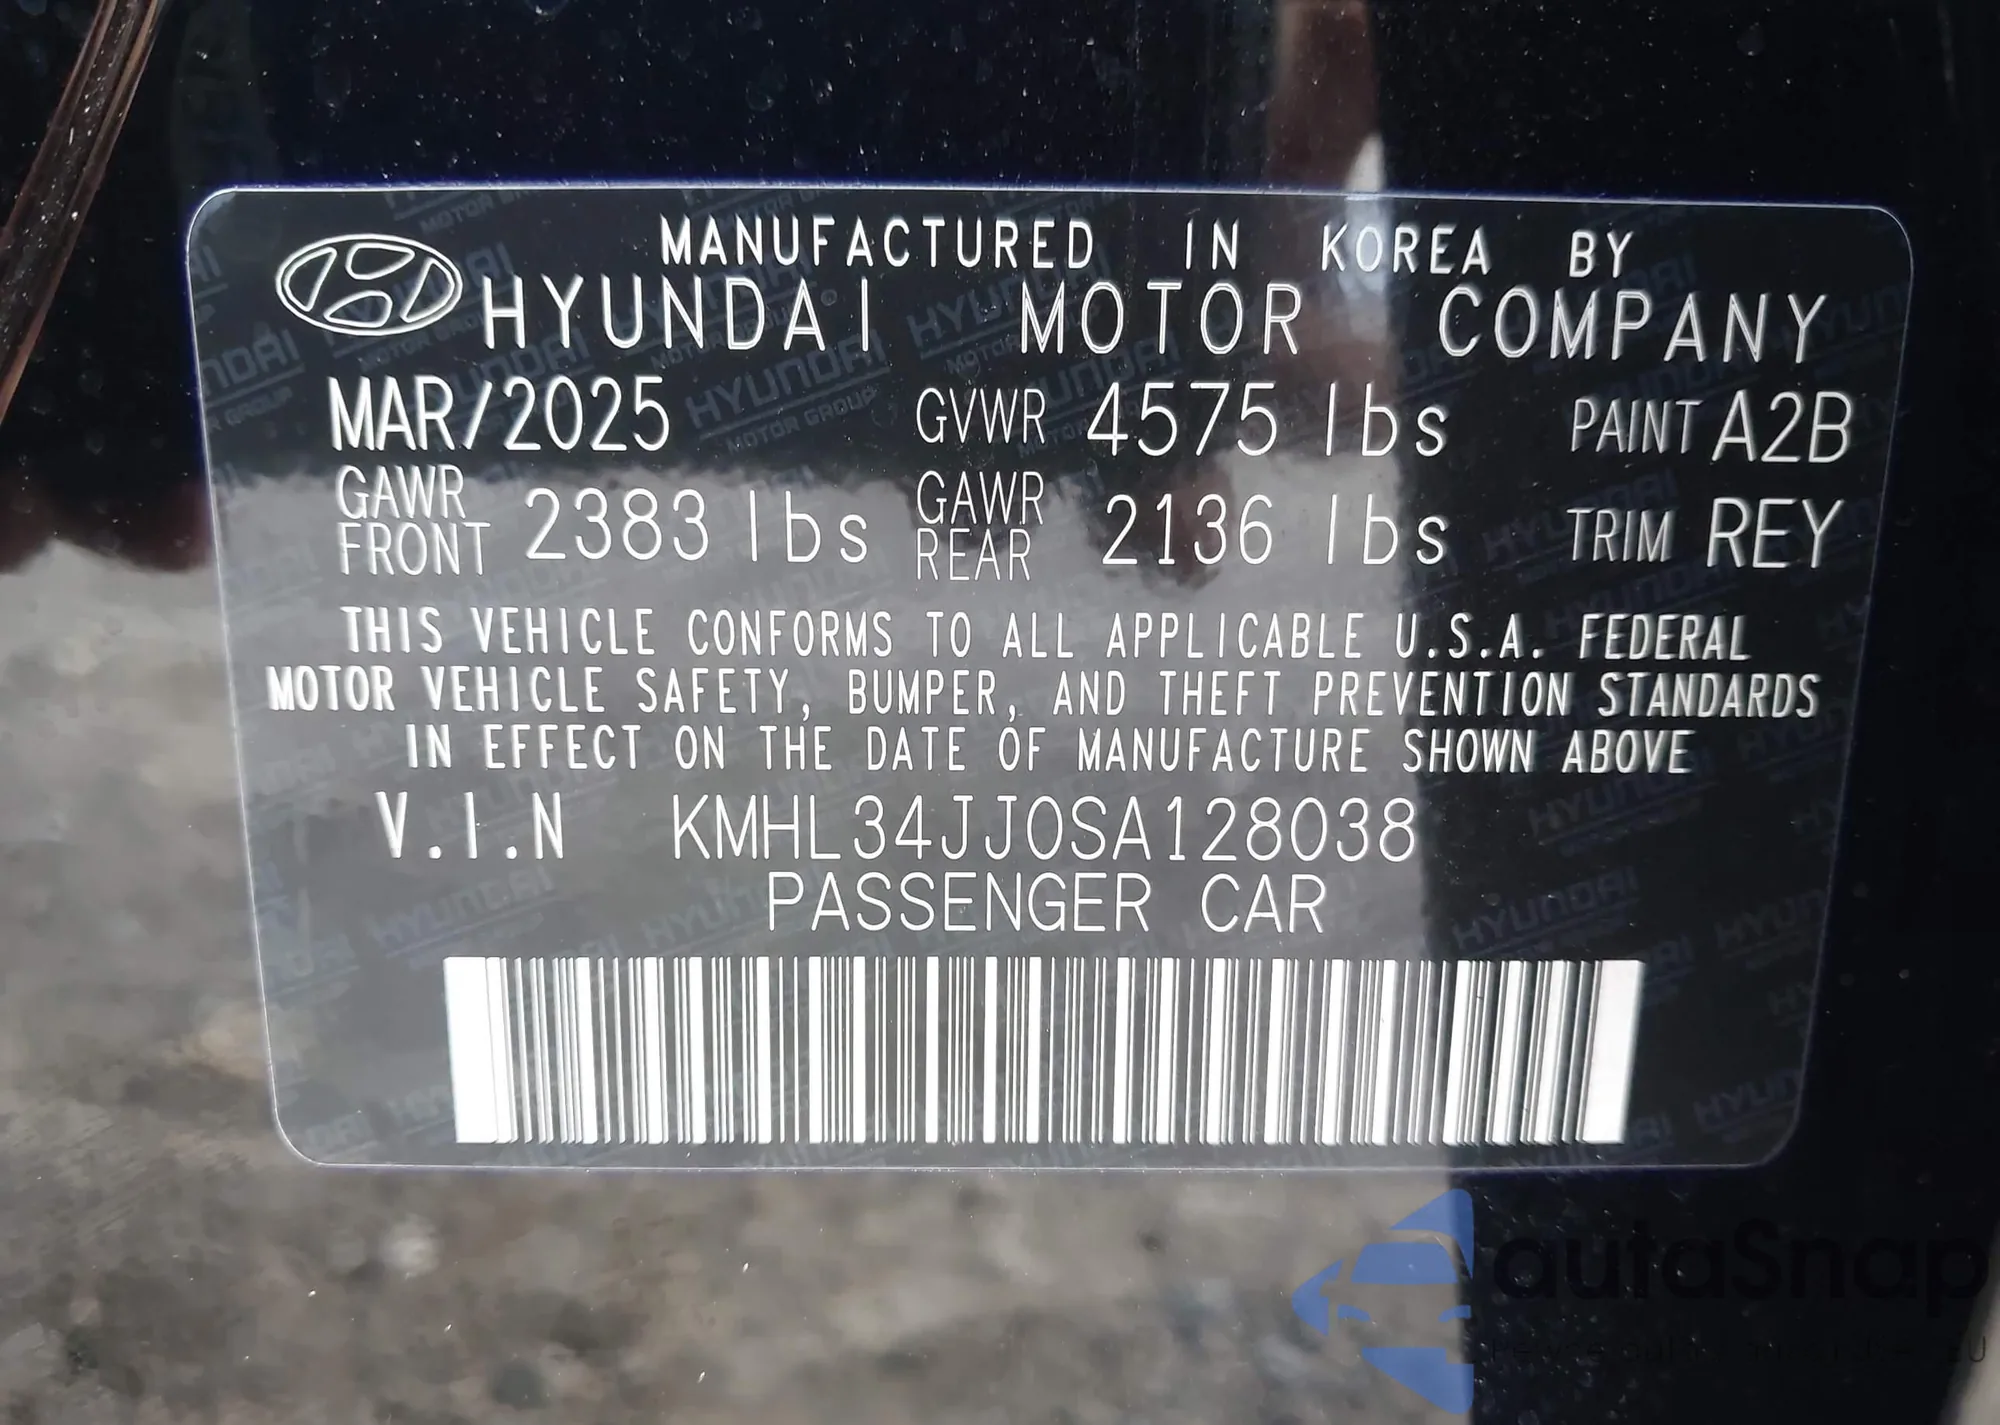 MANUFACTURED IN KOREA BY
HYUNDAI MOTOR COMPANY
MAR/2025 GVWR 4575 lbs PAINT A2B
GAWR FRONT 2383 lbs GAWR REAR 2136 lbs TRIM REY
THIS VEHICLE CONFORMS TO ALL APPLICABLE U.S.A. FEDERAL
MOTOR VEHICLE SAFETY, BUMPER, AND THEFT PREVENTION STANDARDS
IN EFFECT ON THE DATE OF MANUFACTURE SHOWN ABOVE
V.I.N KMHL34JJ0SA128038
PASSENGER CAR
autoSnap